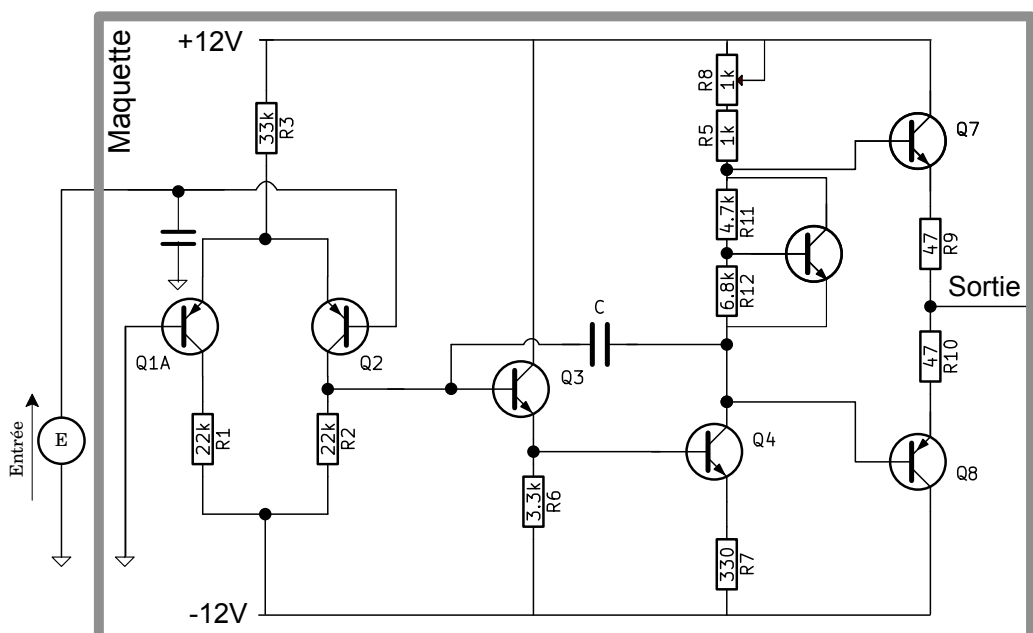 Maquette
+12V
33k
R3
R8
1k
R5
1k
Q7
4.7k
R11
47
R9
6.8k
R12
Sortie
C
Q1A
Q2
Q3
47
R10
Entrée
E
22k
R1
22k
R2
Q4
Q8
3.3k
R6
330
R7
-12V